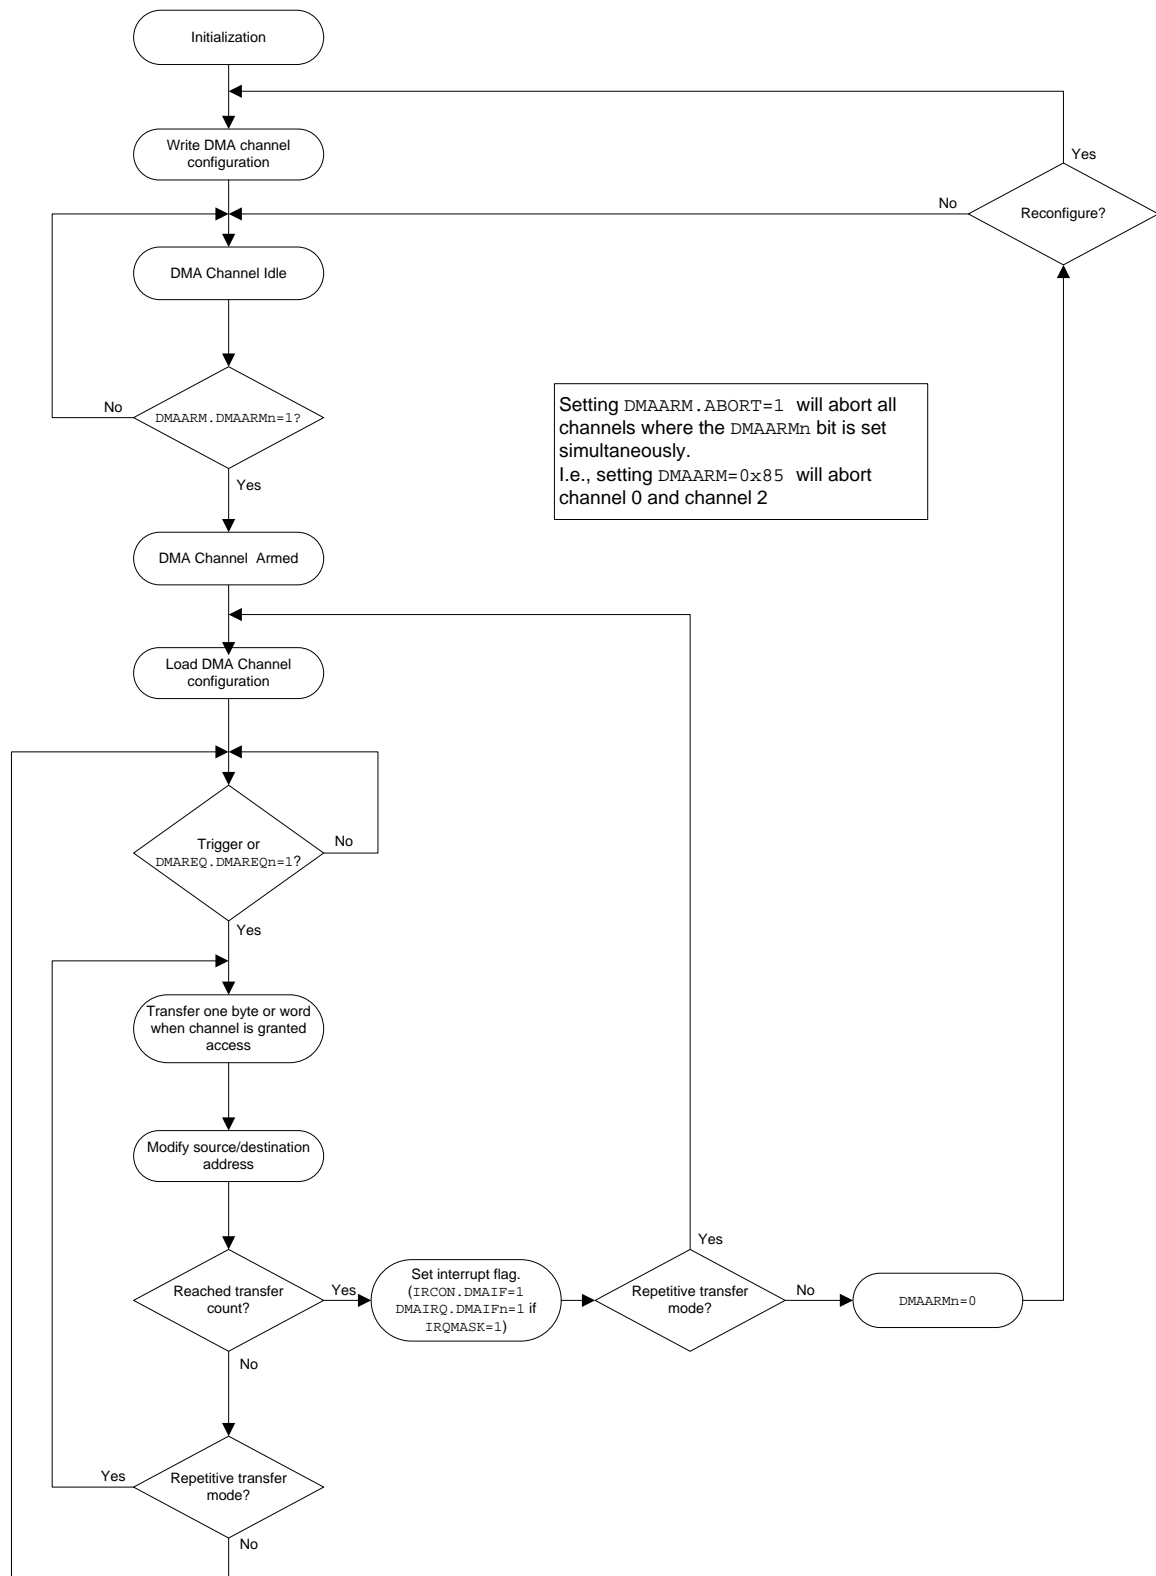 Initialization
Write DMA channel
configuration
Yes
No
Reconfigure?
DMA Channel Idle
No
DMAARM.DMAARMn=1?
Yes
Setting DMAARM.ABORT=1 will abort all
channels where the DMAARMn bit is set
simultaneously.
I.e., setting DMAARM=0x85 will abort
channel 0 and channel 2
DMA Channel Armed
Load DMA Channel
configuration
Trigger or
DMAREQ.DMAREQn=1?
No
Yes
Transfer one byte or word
when channel is granted
access
Modify source/destination
address
Reached transfer
count?
Yes
Set interrupt flag.
(IRCON.DMAIF=1
DMAIRQ.DMAIFn=1 if
IRQMASK=1)
Yes
Repetitive transfer
mode?
No
DMAARMn=0
No
Yes
Repetitive transfer
mode?
No